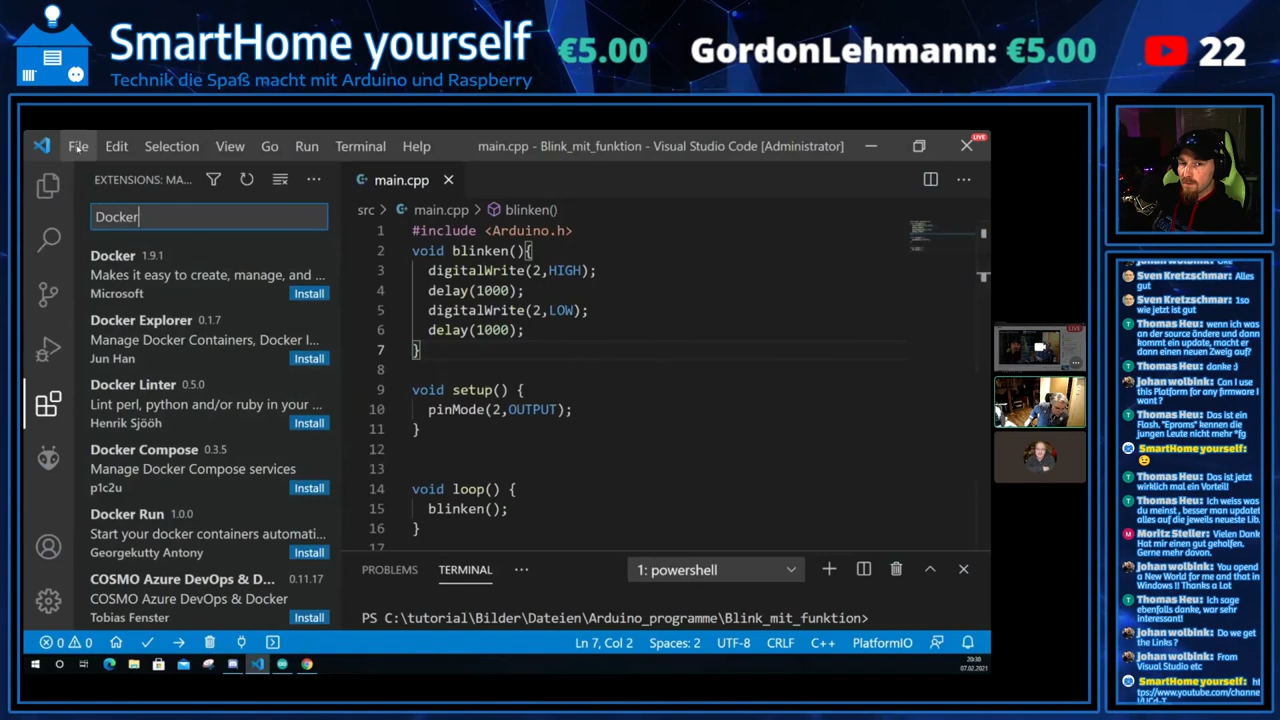 SmartHome yourself
Technik die Spaß macht mit Arduino und Raspberry
€5.00 GordonLehmann: €5.00
22
File Edit Selection View Go Run Terminal Help
main.cpp - Blink_mit_funktion - Visual Studio Code [Administrator]
LIVE
EXTENSIONS: MA...
Docker
Docker 1.9.1
Makes it easy to create, manage, and ...
Microsoft Install
Docker Explorer 0.1.7
Manage Docker Containers, Docker I...
Jun Han Install
Docker Linter 0.5.0
Lint perl, python and/or ruby in your ...
Henrik Sjööh Install
Docker Compose 0.3.5
Manage Docker Compose services
p1c2u Install
Docker Run 1.0.0
Start your docker containers automati...
Georgekutty Antony Install
COSMO Azure DevOps & D... 0.11.17
COSMO Azure DevOps & Docker
Tobias Fenster Install
main.cpp
src > main.cpp > blinken()
1 #include <Arduino.h>
2 void blinken(){
3 digitalWrite(2,HIGH);
4 delay(1000);
5 digitalWrite(2,LOW);
6 delay(1000);
7 }
8
9 void setup() {
10 pinMode(2,OUTPUT);
11 }
12
13
14 void loop() {
15 blinken();
16 }
17
PROBLEMS TERMINAL ...
1: powershell
PS C:\tutorial\Bilder\Dateien\Arduino_programme\Blink_mit_funktion>
0 0 Ln 7, Col 2 Spaces: 2 UTF-8 CRLF C++ PlatformIO
20:30
07.02.2021
LIVE
Sven Kretzschmar: Alles
gut
Sven Kretzschmar: 1so
wie jetzt ist gut
Thomas Heu: wenn ich was
an der source ändere und dann
kommt ein update, macht er
dann einen neuen Zweig auf?
Thomas Heu: danke :)
Johan wolbink: Can I use
this Platform for any firmware I
want ?
Thomas Heu: Das ist ein
Flash. "Eproms" kennen die
jungen Leute nicht mehr *fg
SmartHome yourself:
Thomas Heu: Das ist jetzt
wirklich mal ein Vorteil!
Thomas Heu: Ich weiss was
du meinst , besser man updatet
alles auf die jeweils neueste Lib.
Moritz Steller: Vielen Dank
Hat mir einen gut geholfen.
Gerne mehr davon.
Johan wolbink: You opend
a New World for me and that in
Windows !! Thanks a Lot
Thomas Heu: Ich sage
ebenfalls danke, war sehr
interessant!
Johan wolbink: Do we get
the Links ?
Johan wolbink: From
Visual Studio etc
SmartHome yourself: ht
tps://www.youtube.com/channe